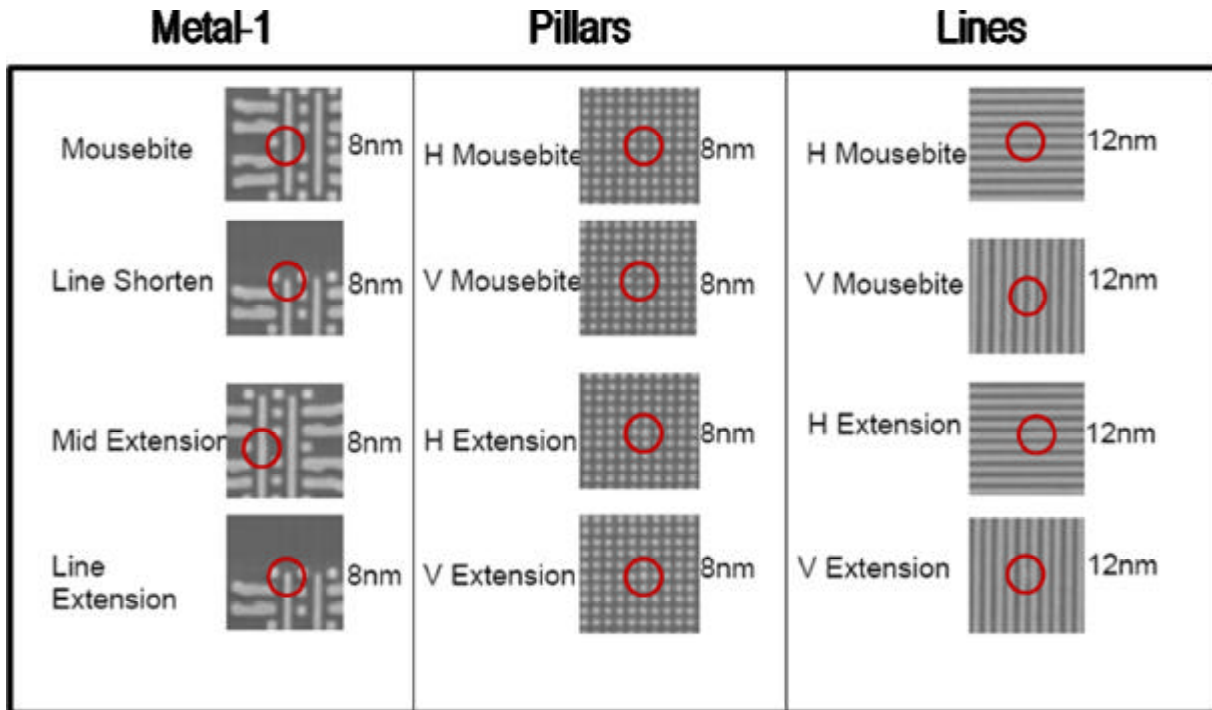 Metal-1
Pillars
Lines
Mousebite
8nm
H Mousebite
8nm
H Mousebite
12nm
Line Shorten
8nm
V Mousebite
8nm
V Mousebite
12nm
Mid Extension
8nm
H Extension
8nm
H Extension
12nm
Line
Extension
8nm
V Extension
8nm
V Extension
12nm